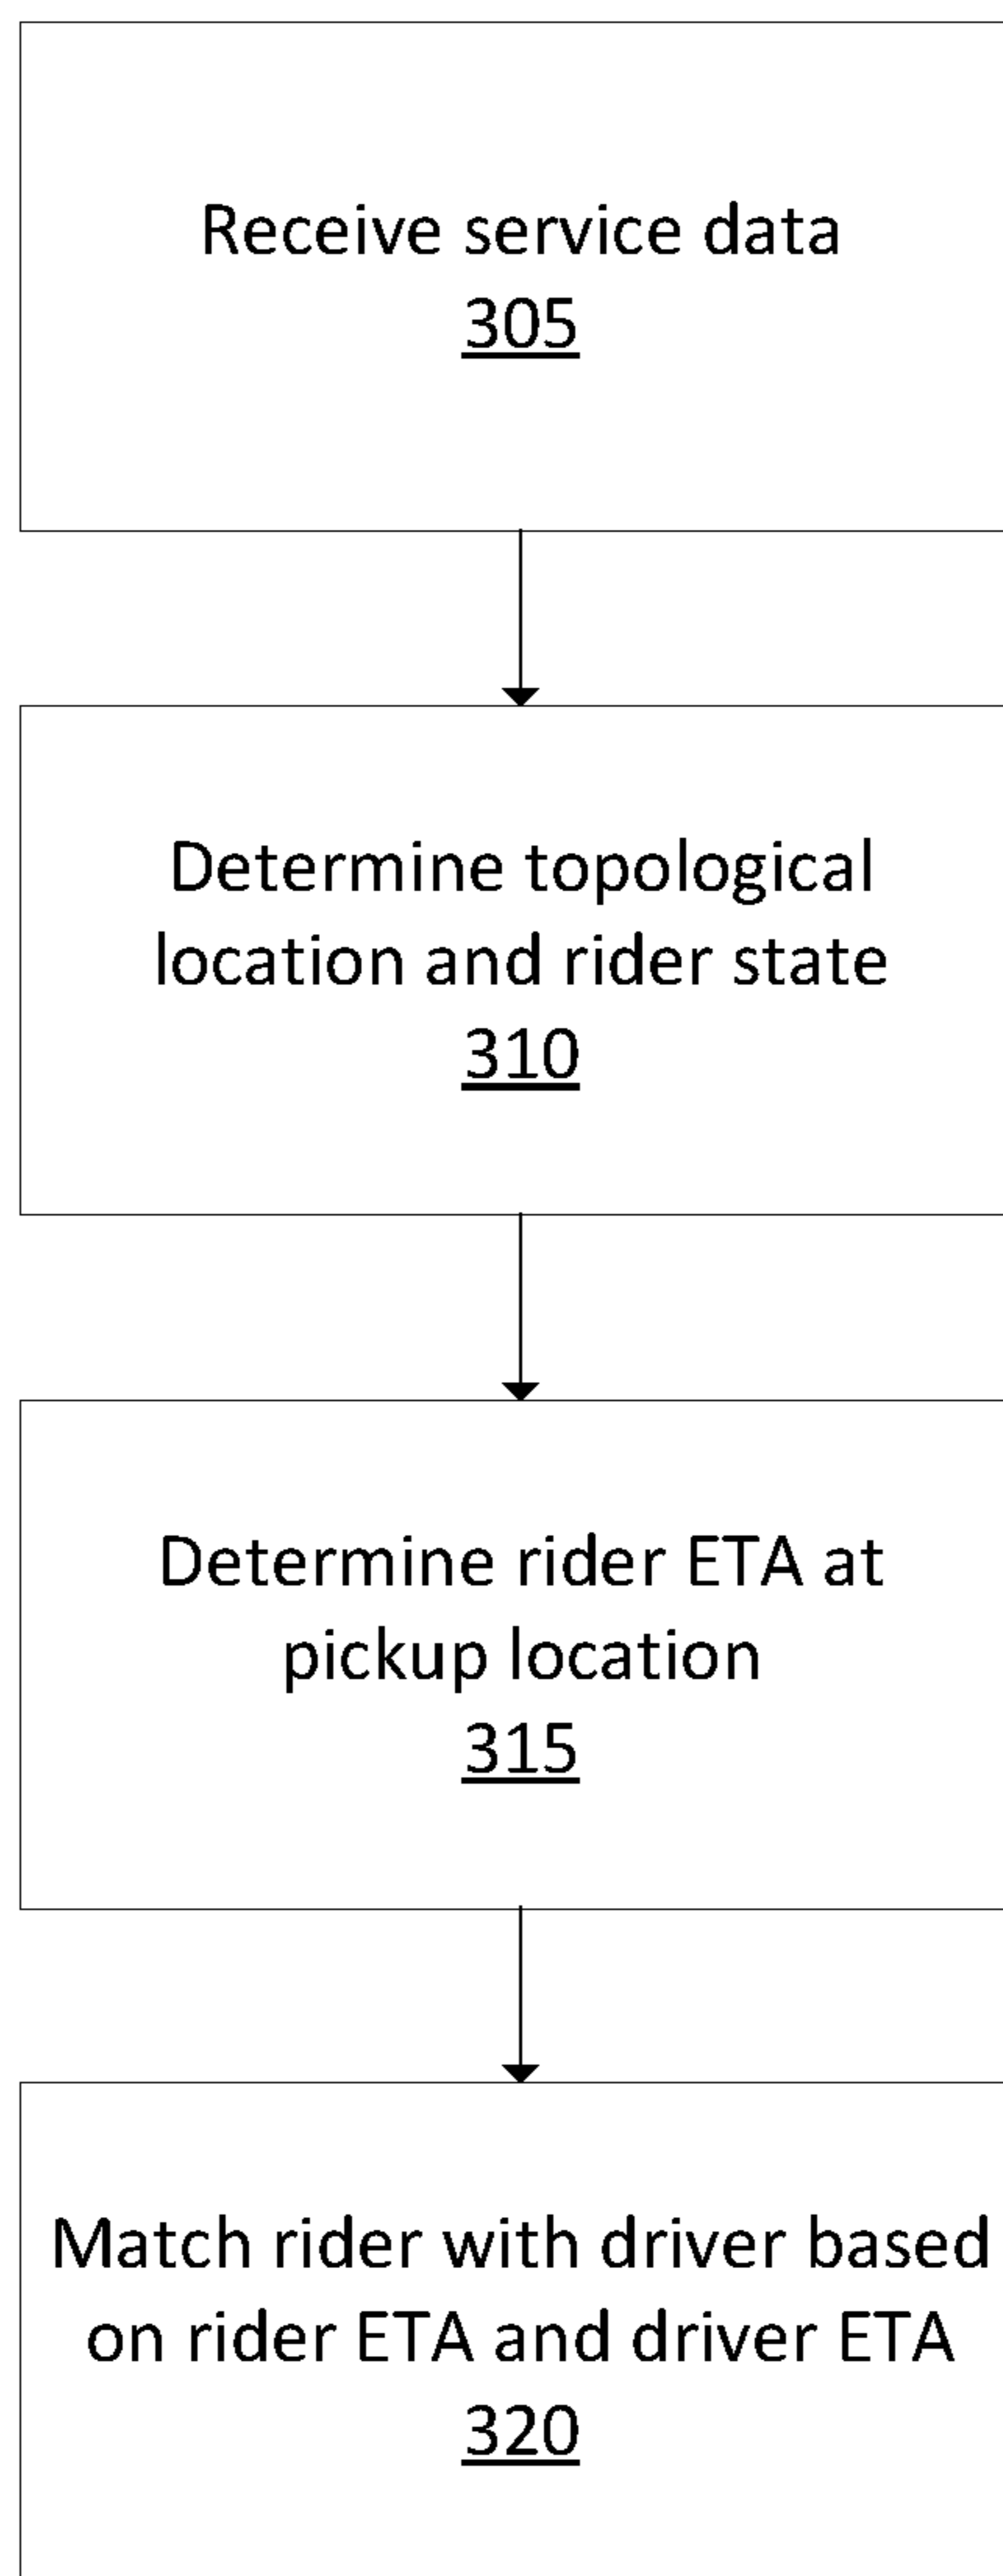 Receive service data
305
Determine topological
location and rider state
310
Determine rider ETA at
pickup location
315
Match rider with driver based
on rider ETA and driver ETA
320